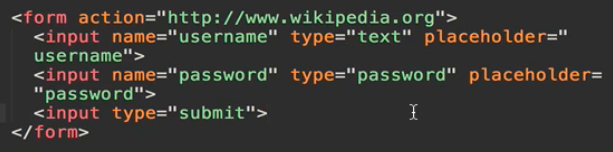 <form action="http://www.wikipedia.org">
<input name="username" type="text" placeholder="
username">
<input name="password" type="password" placeholder=
"password">
<input type="submit">
</form>